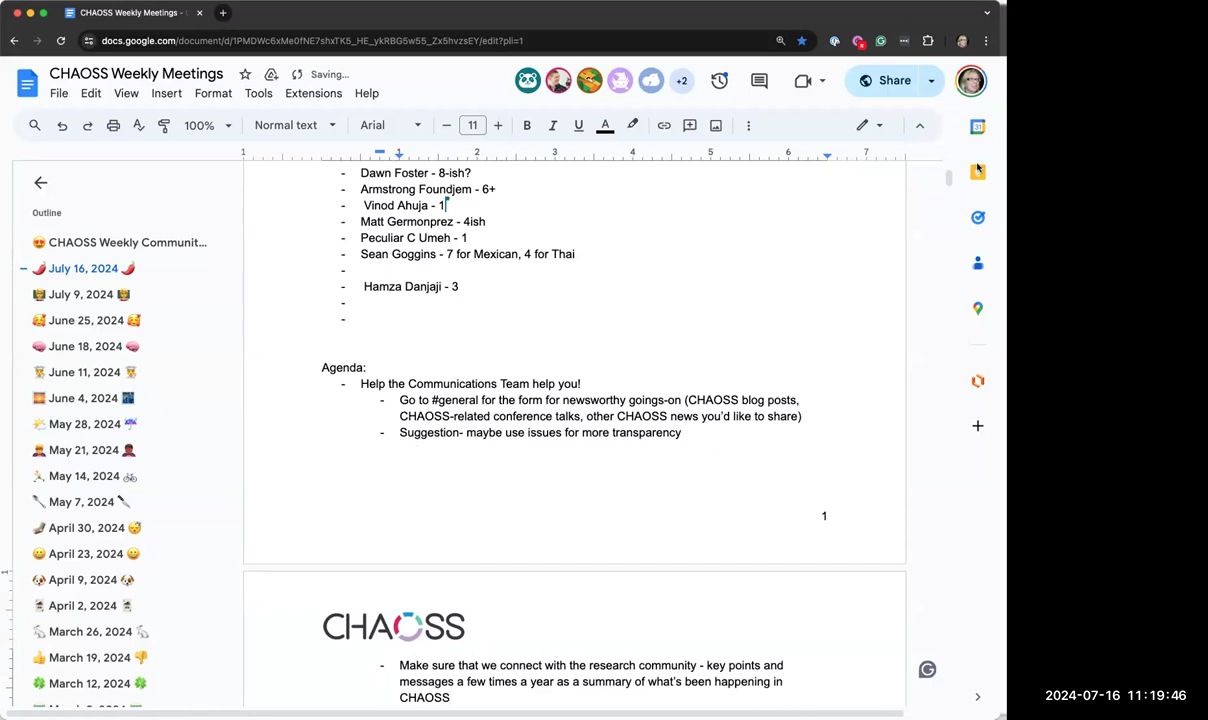 CHAOSS Weekly Meetings -
docs.google.com/document/d/1PMDWc6xMe0fNE7shxTK5_HE_ykRBG5w55_Zx5hvzsEY/edit?pli=1
CHAOSS Weekly Meetings
Saving...
+2
Share
File Edit View Insert Format Tools Extensions Help
100%
Normal text
Arial
11
1 1 2 3 4 5 6 7
Outline
😍 CHAOSS Weekly Communit...
🌶️ July 16, 2024 🌶️
July 9, 2024
🥰 June 25, 2024 🥰
🧠 June 18, 2024 🧠
June 11, 2024
June 4, 2024
May 28, 2024
May 21, 2024
May 14, 2024
May 7, 2024
April 30, 2024
April 23, 2024
April 9, 2024
April 2, 2024
March 26, 2024
👍 March 19, 2024 👎
🍀 March 12, 2024 🍀
- Dawn Foster - 8-ish?
- Armstrong Foundjem - 6+
- Vinod Ahuja - 1
- Matt Germonprez - 4ish
- Peculiar C Umeh - 1
- Sean Goggins - 7 for Mexican, 4 for Thai
-
- Hamza Danjaji - 3
-
-
Agenda:
- Help the Communications Team help you!
- Go to #general for the form for newsworthy goings-on (CHAOSS blog posts,
CHAOSS-related conference talks, other CHAOSS news you'd like to share)
- Suggestion- maybe use issues for more transparency
1
CHAOSS
- Make sure that we connect with the research community - key points and
messages a few times a year as a summary of what's been happening in
CHAOSS
2024-07-16 11:19:46